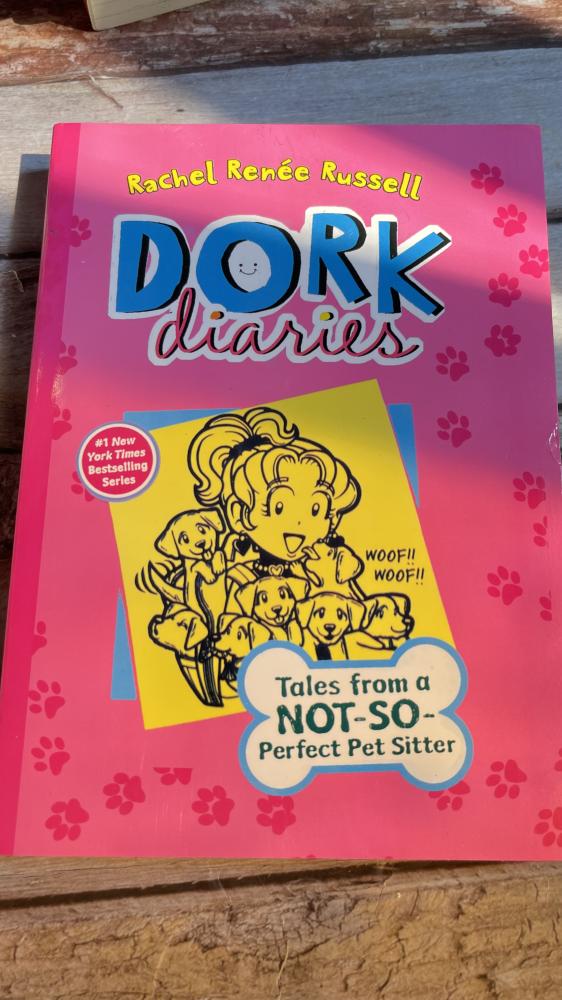 Rachel Renée Russell
DORK
diaries
#1 New
York Times
Bestselling
Series
WOOF!!
WOOF!!
Tales from a
NOT-SO-
Perfect Pet Sitter